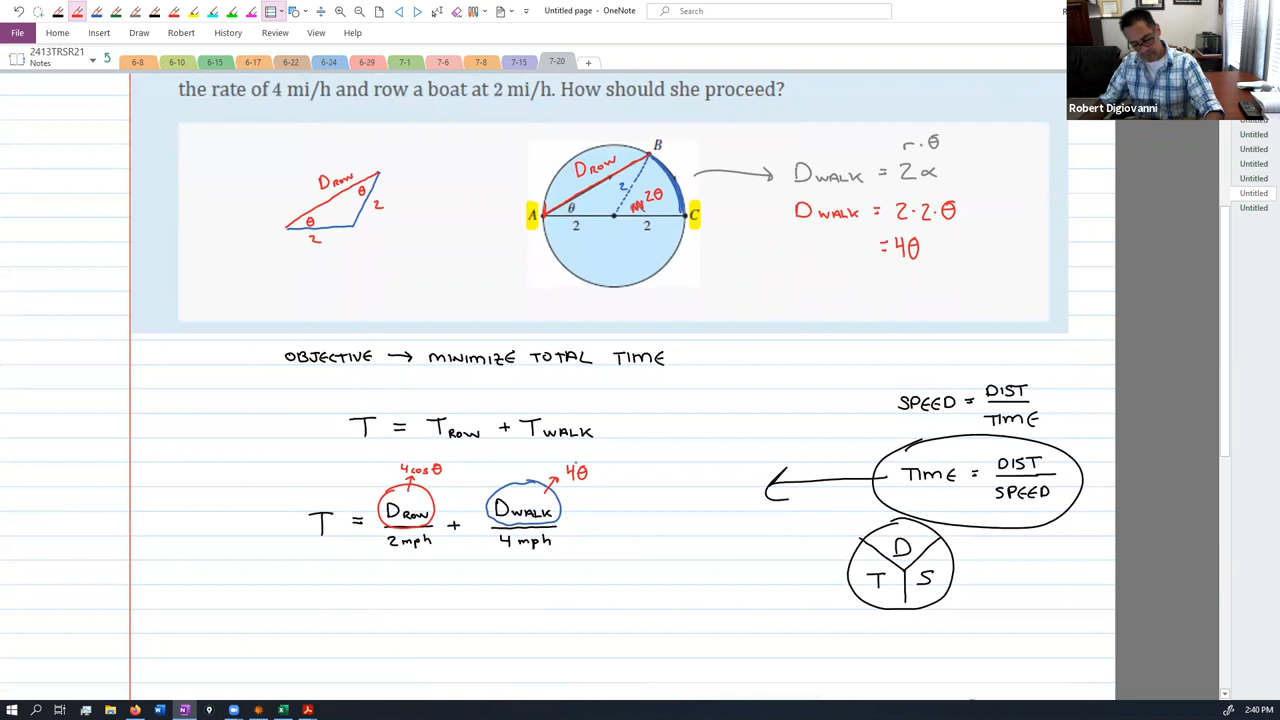 Untitled page - OneNote
Search
File Home Insert Draw Robert History Review View Help
2413TRSR21
Notes
5
6-8 6-10 6-15 6-17 6-22 6-24 6-29 7-1 7-6 7-8 7-15 7-20
Robert Digiovanni
Untitled
Untitled
Untitled
Untitled
Untitled
Untitled
Untitled
the rate of 4 mi/h and row a boat at 2 mi/h. How should she proceed?
DROW
θ
θ
2
2
B
DROW
2
2θ
A
θ
C
2
2
r·θ
DWALK = 2α
DWALK = 2·2·θ
= 4θ
OBJECTIVE → MINIMIZE TOTAL TIME
SPEED = DIST / TIME
T = TROW + TWALK
TIME = DIST / SPEED
4cosθ
4θ
T = DROW / 2 mph + DWALK / 4 mph
D
T S
2:40 PM